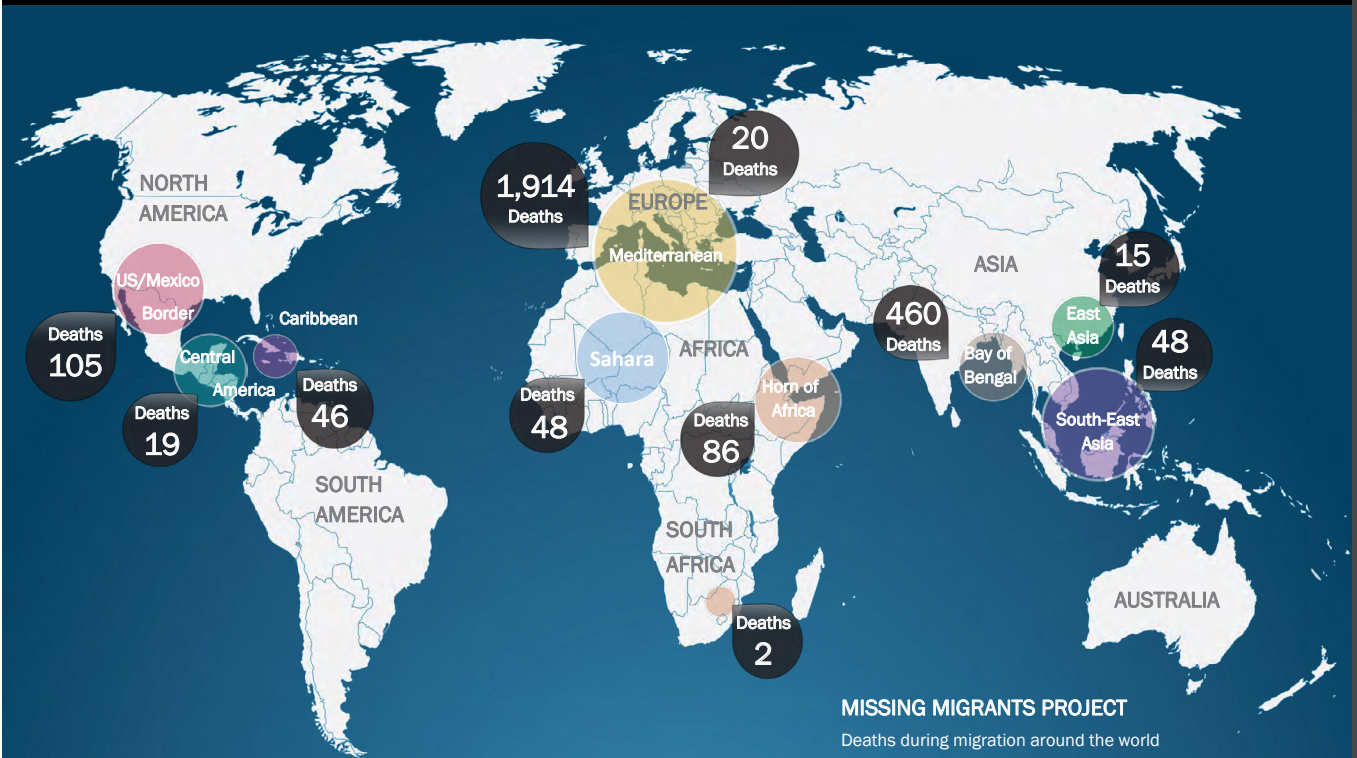 20
Deaths
1,914
Deaths
NORTH
AMERICA
EUROPE
Mediterranean
ASIA
15
Deaths
US/Mexico
Border
Deaths
105
Caribbean
Central
America
Deaths
19
Deaths
46
Sahara
AFRICA
Deaths
48
Horn of
Africa
Deaths
86
460
Deaths
Bay of
Bengal
East
Asia
48
Deaths
South-East
Asia
SOUTH
AMERICA
SOUTH
AFRICA
Deaths
2
AUSTRALIA
MISSING MIGRANTS PROJECT
Deaths during migration around the world